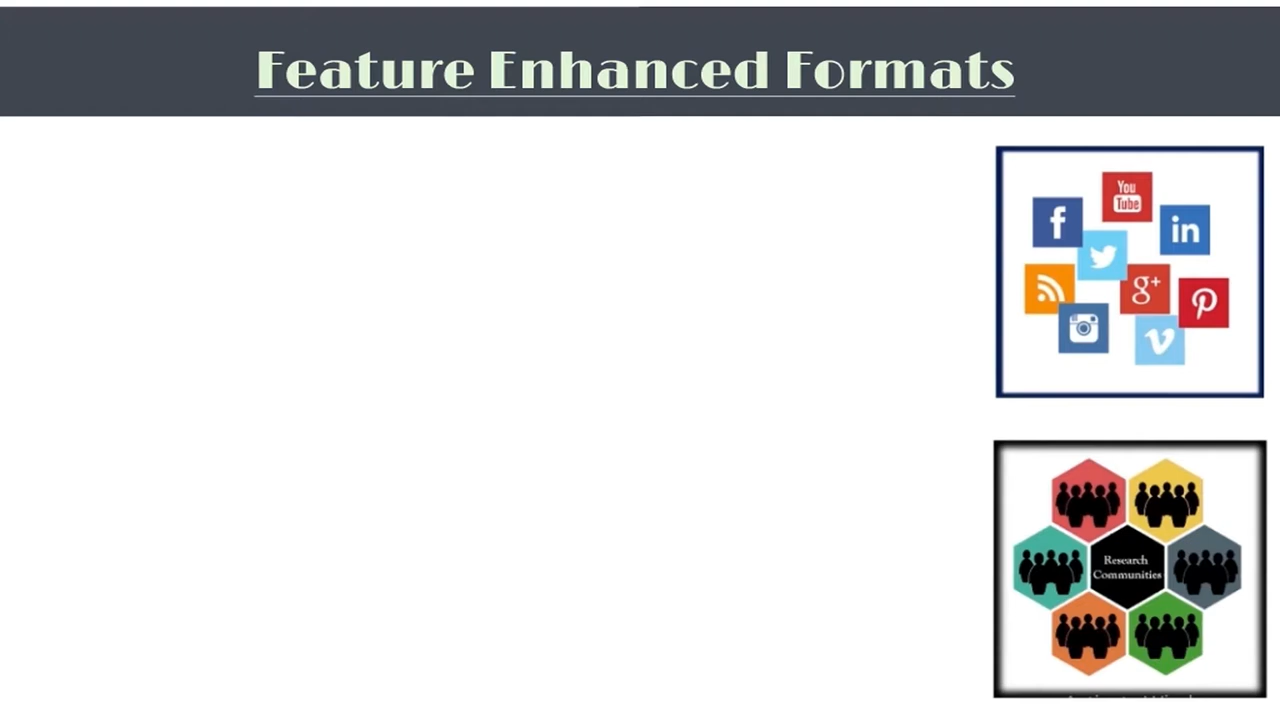 Feature Enhanced Formats
You
Tube
f
in
g+
Research
Communities